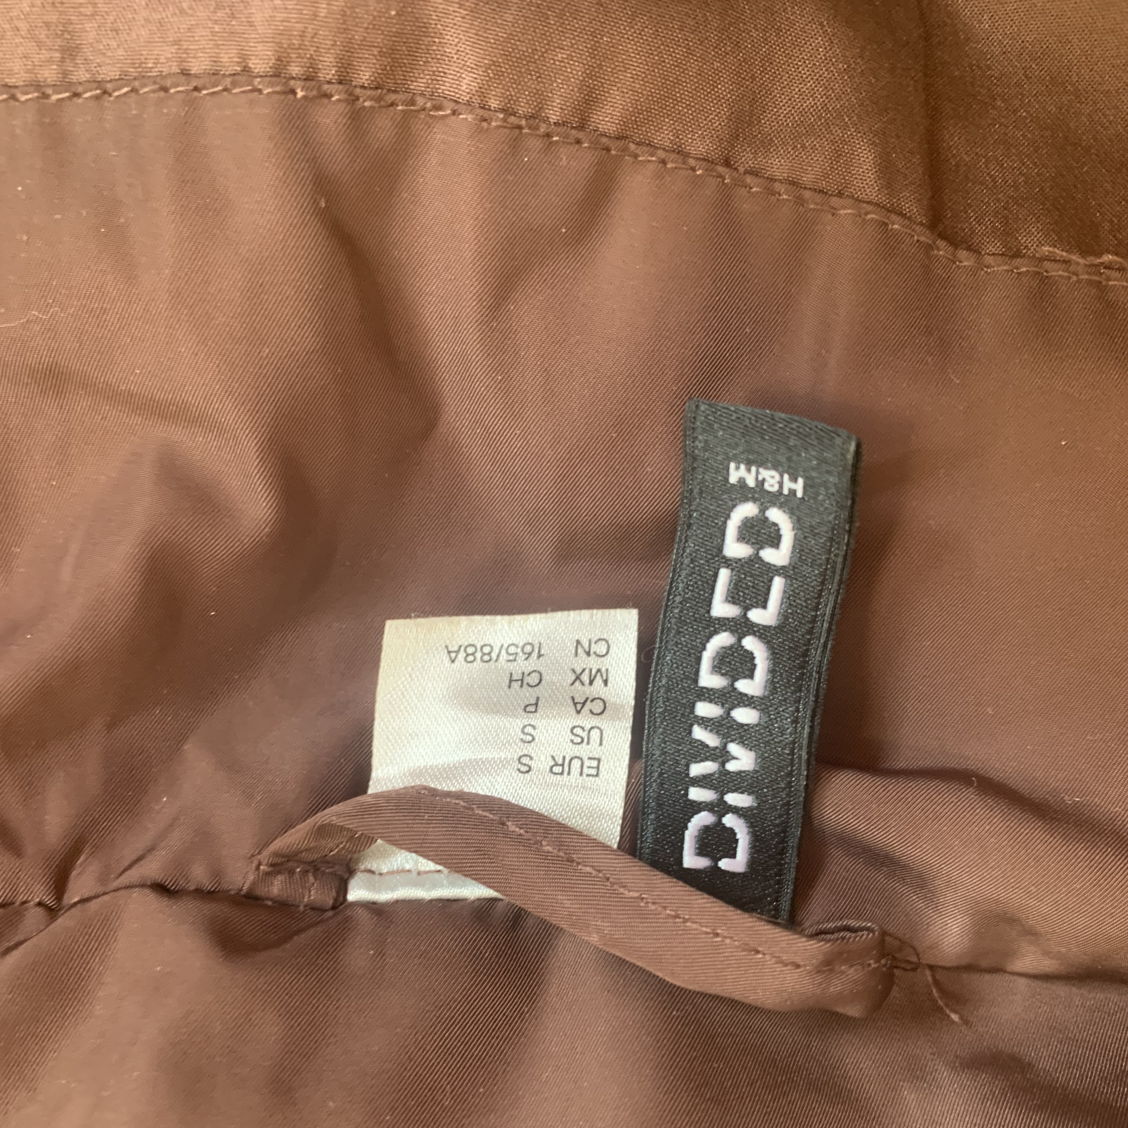 EUR S
US S
CA P
MX CH
CN 165/88A
DIVIDED
H&M